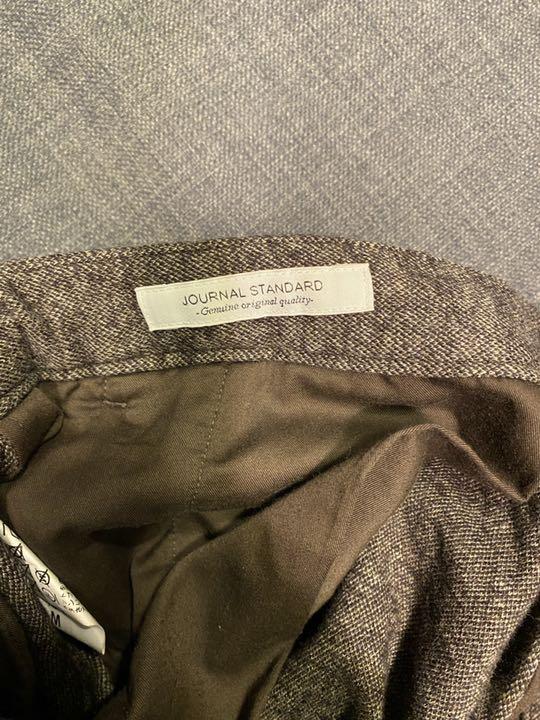 JOURNAL STANDARD
-Genuine original quality-
M